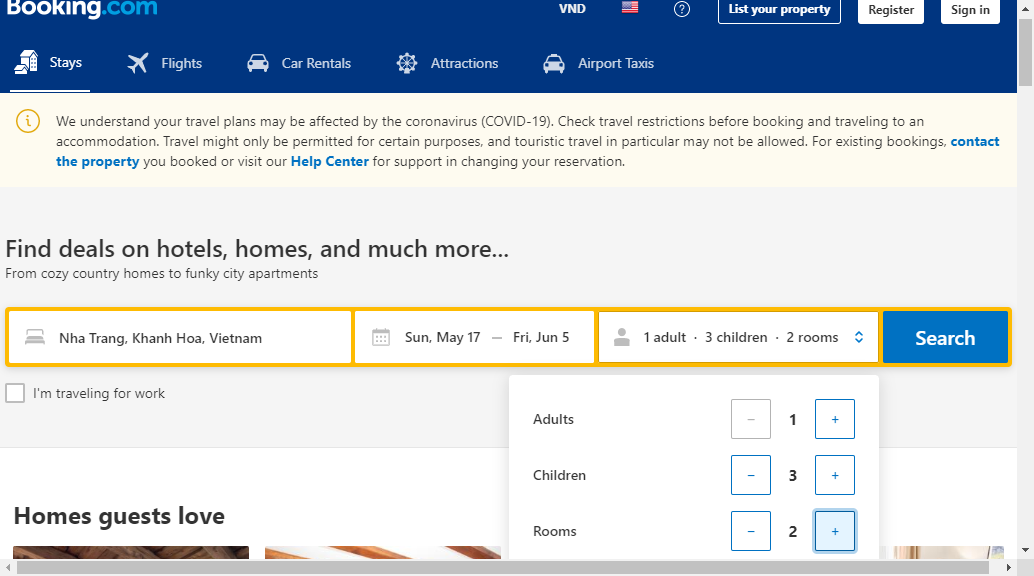 Booking.com
VND
List your property
Register
Sign in
Stays
Flights
Car Rentals
Attractions
Airport Taxis
We understand your travel plans may be affected by the coronavirus (COVID-19). Check travel restrictions before booking and traveling to an
accommodation. Travel might only be permitted for certain purposes, and touristic travel in particular may not be allowed. For existing bookings, contact
the property you booked or visit our Help Center for support in changing your reservation.
Find deals on hotels, homes, and much more...
From cozy country homes to funky city apartments
Nha Trang, Khanh Hoa, Vietnam
Sun, May 17 — Fri, Jun 5
1 adult · 3 children · 2 rooms
Search
I'm traveling for work
Adults − 1 +
Children − 3 +
Rooms − 2 +
Homes guests love